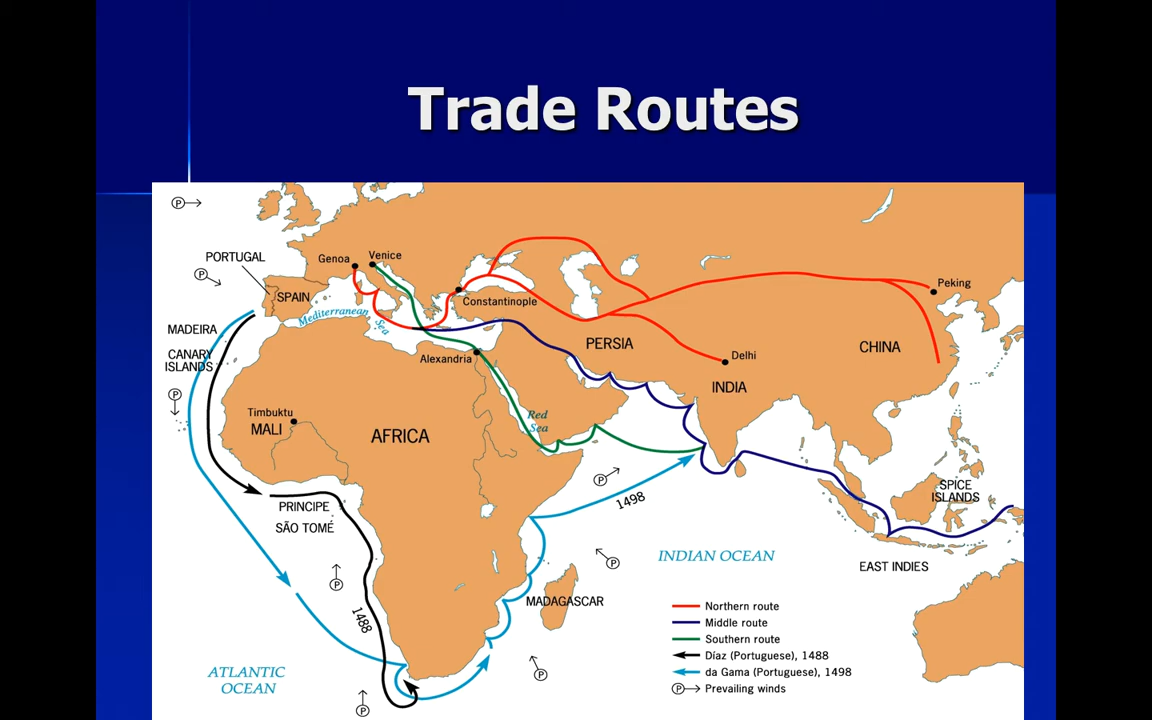 Trade Routes
P
PORTUGAL
Genoa
Venice
P
SPAIN
Peking
Constantinople
Mediterranean
Sea
MADEIRA
PERSIA
CHINA
CANARY
ISLANDS
Alexandria
Delhi
INDIA
P
Timbuktu
MALI
AFRICA
Red
Sea
P
1498
SPICE
ISLANDS
PRINCIPE
SÃO TOMÉ
INDIAN OCEAN
P
EAST INDIES
P
MADAGASCAR
1488
Northern route
Middle route
Southern route
Díaz (Portuguese), 1488
da Gama (Portuguese), 1498
P Prevailing winds
ATLANTIC
OCEAN
P
P